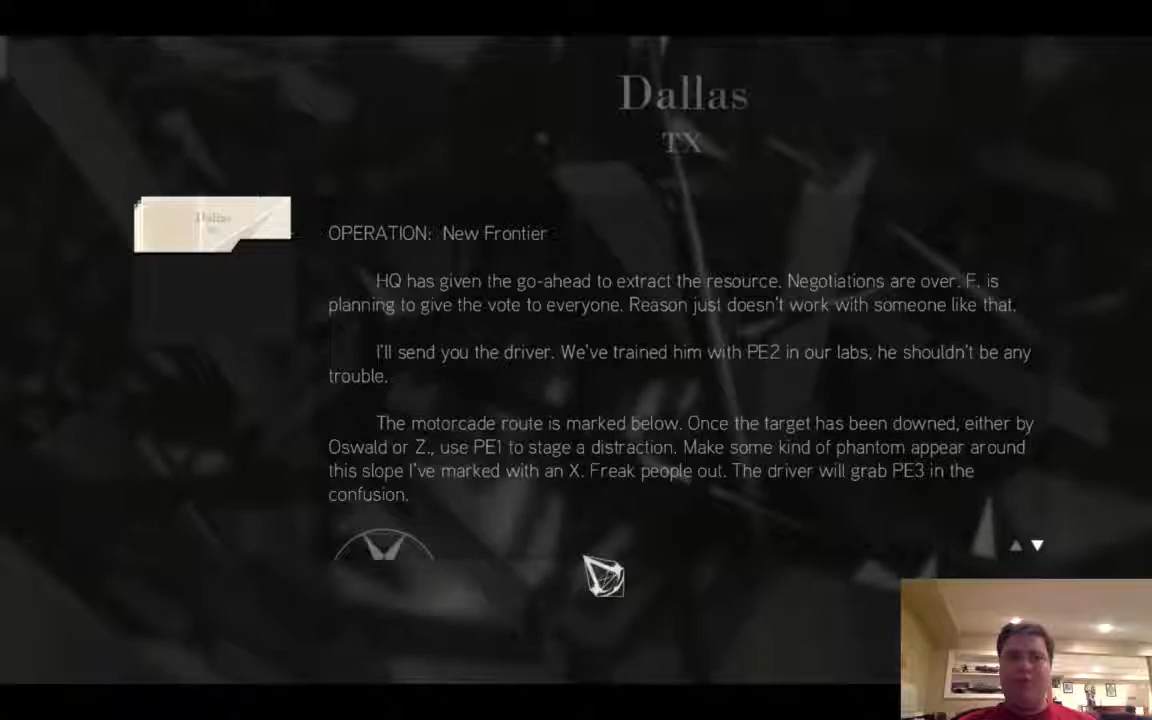 Dallas
TX
Dallas
OPERATION: New Frontier
HQ has given the go-ahead to extract the resource. Negotiations are over. F. is
planning to give the vote to everyone. Reason just doesn't work with someone like that.
I'll send you the driver. We've trained him with PE2 in our labs, he shouldn't be any
trouble.
The motorcade route is marked below. Once the target has been downed, either by
Oswald or Z., use PE1 to stage a distraction. Make some kind of phantom appear around
this slope I've marked with an X. Freak people out. The driver will grab PE3 in the
confusion.